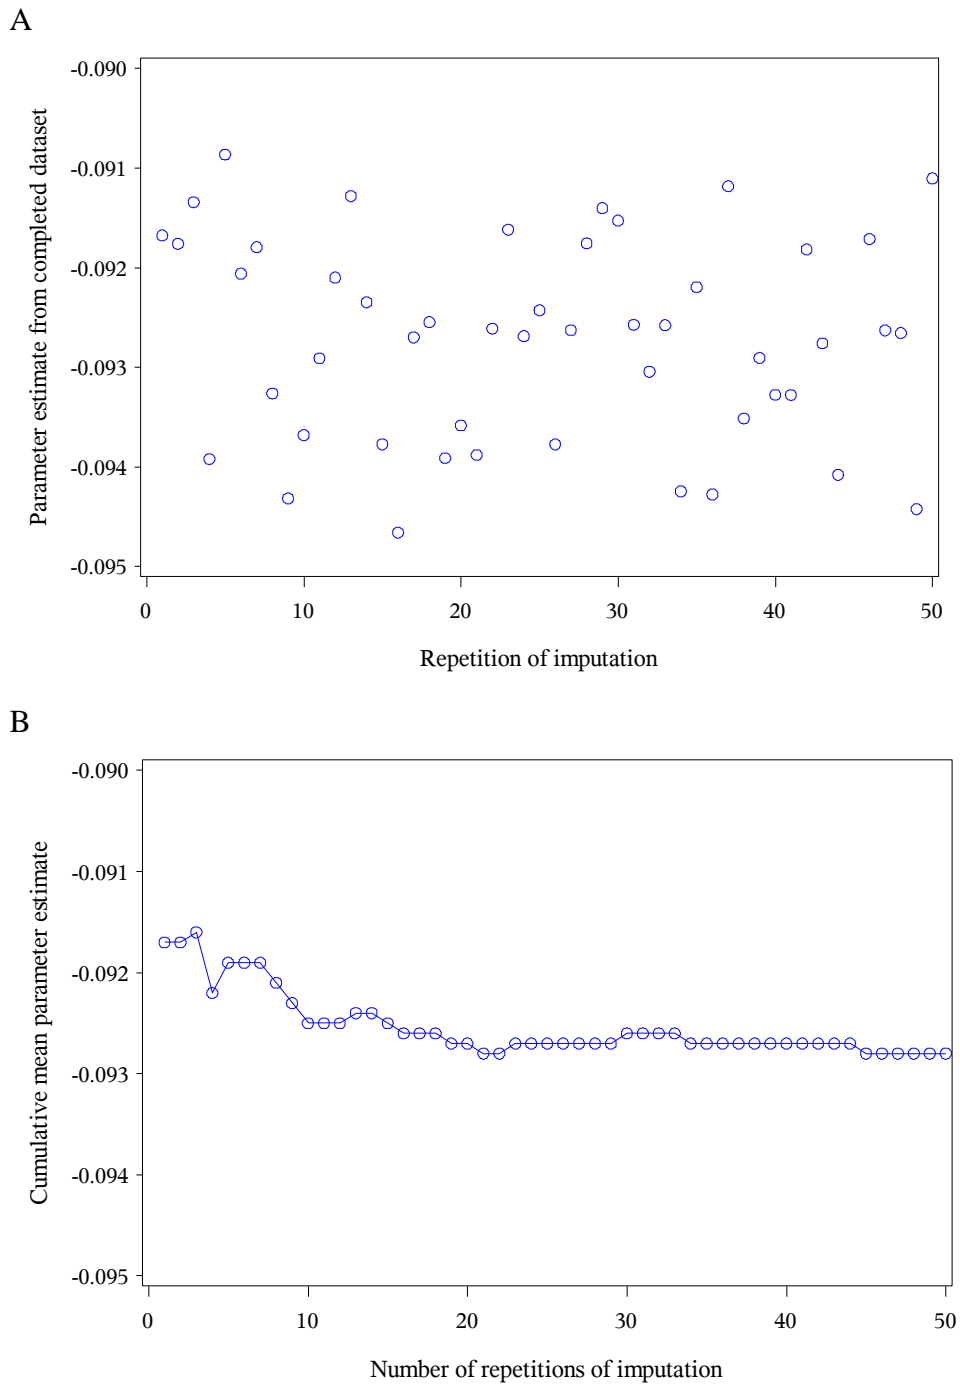 A
-0.090
-0.091
-0.092
-0.093
-0.094
-0.095
Parameter estimate from completed dataset
0 10 20 30 40 50
Repetition of imputation
B
-0.090
-0.091
-0.092
-0.093
-0.094
-0.095
Cumulative mean parameter estimate
0 10 20 30 40 50
Number of repetitions of imputation